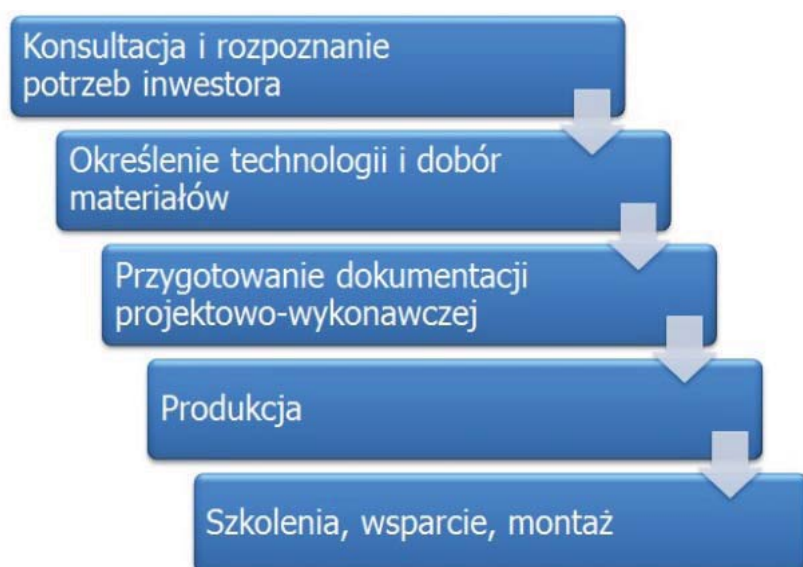 Konsultacja i rozpoznanie
potrzeb inwestora
Określenie technologii i dobór
materiałów
Przygotowanie dokumentacji
projektowo-wykonawczej
Produkcja
Szkolenia, wsparcie, montaż